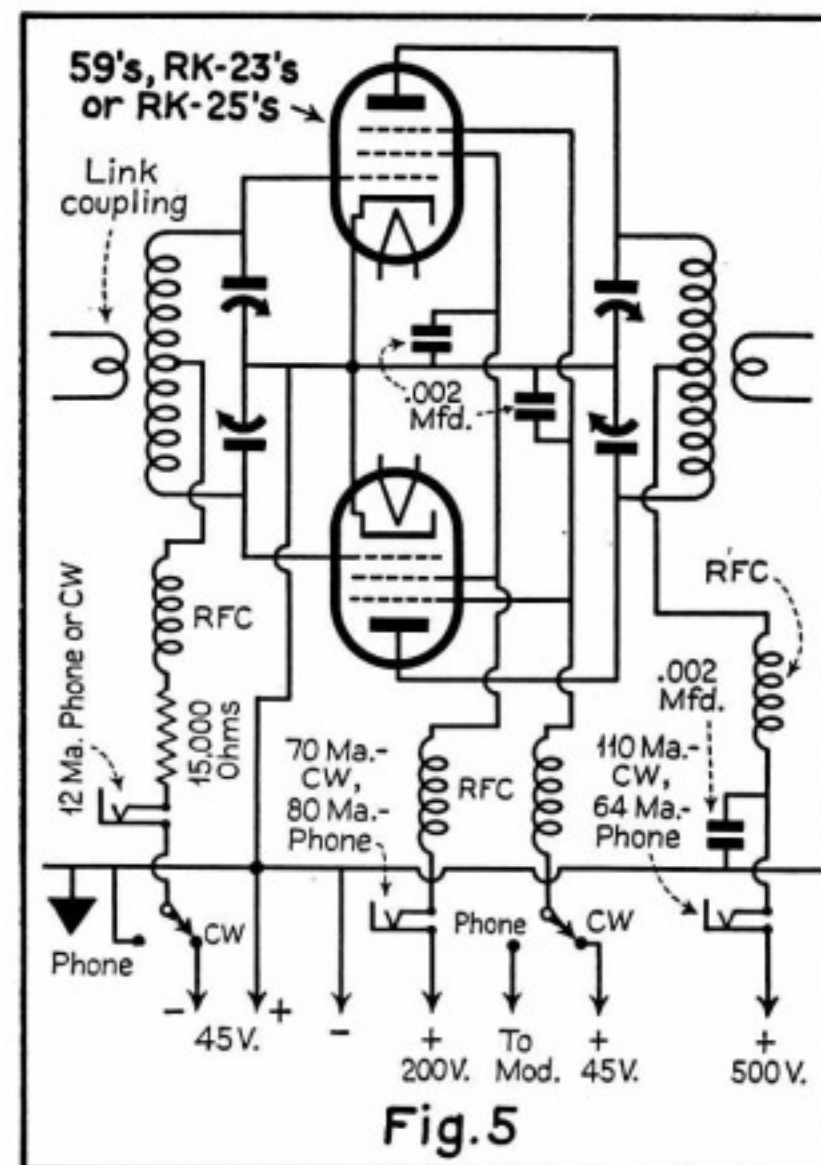 59's, RK-23's
or RK-25's
Link
coupling
.002
Mfd.
RFC
12 Ma. Phone or CW
15,000
Ohms
70 Ma.-
CW,
80 Ma.-
Phone
RFC
110 Ma.-
CW,
64 Ma.-
Phone
.002
Mfd.
RFC
Phone
CW
Phone
CW
-
45V.
+
-
+
200V.
To
Mod.
+
45V.
+
500V.
Fig.5